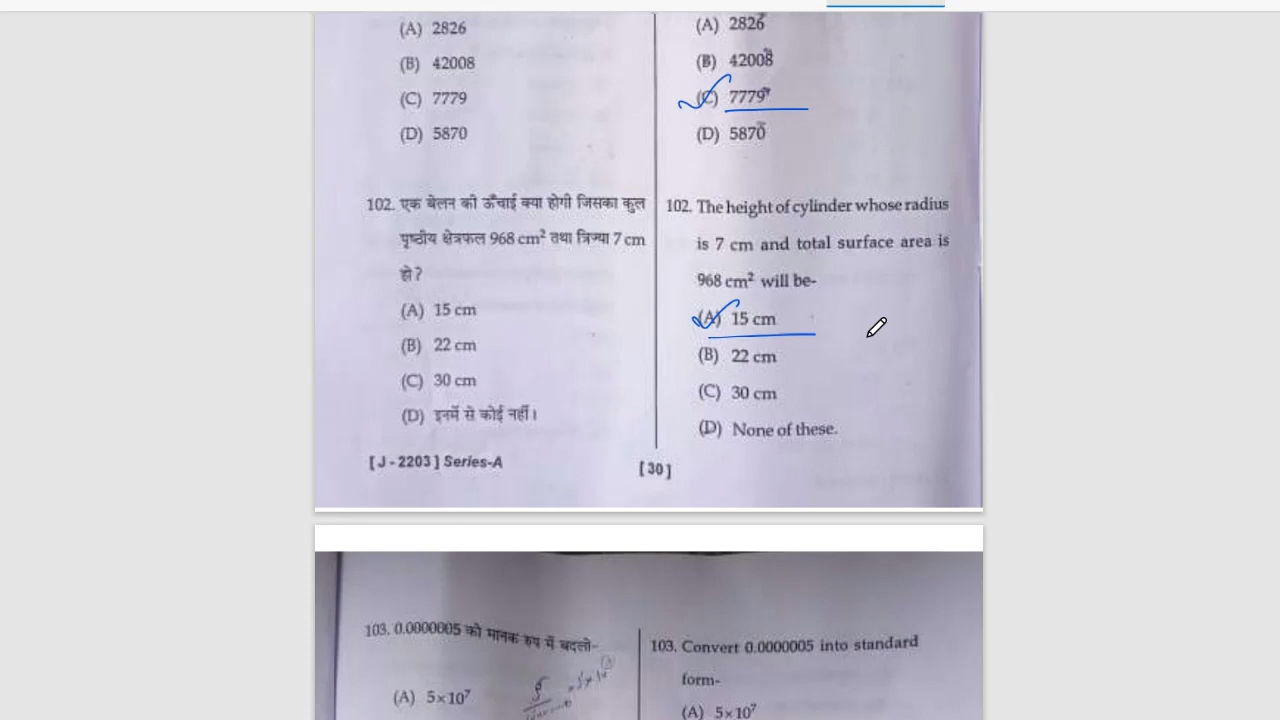 (A) 2826
(B) 42008
(C) 7779
(D) 5870
102. एक बेलन की ऊँचाई क्या होगी जिसका कुल
पृष्ठीय क्षेत्रफल 968 cm² तथा त्रिज्या 7 cm
हो?
(A) 15 cm
(B) 22 cm
(C) 30 cm
(D) इनमें से कोई नहीं।
[ J - 2203 ] Series-A
(A) 2826
(B) 42008
(C) 7779
(D) 5870
102. The height of cylinder whose radius
is 7 cm and total surface area is
968 cm² will be-
(A) 15 cm
(B) 22 cm
(C) 30 cm
(D) None of these.
[ 30 ]
103. 0.0000005 को मानक रुप में बदलो-
(A) 5×10⁷
103. Convert 0.0000005 into standard
form-
(A) 5×10⁷